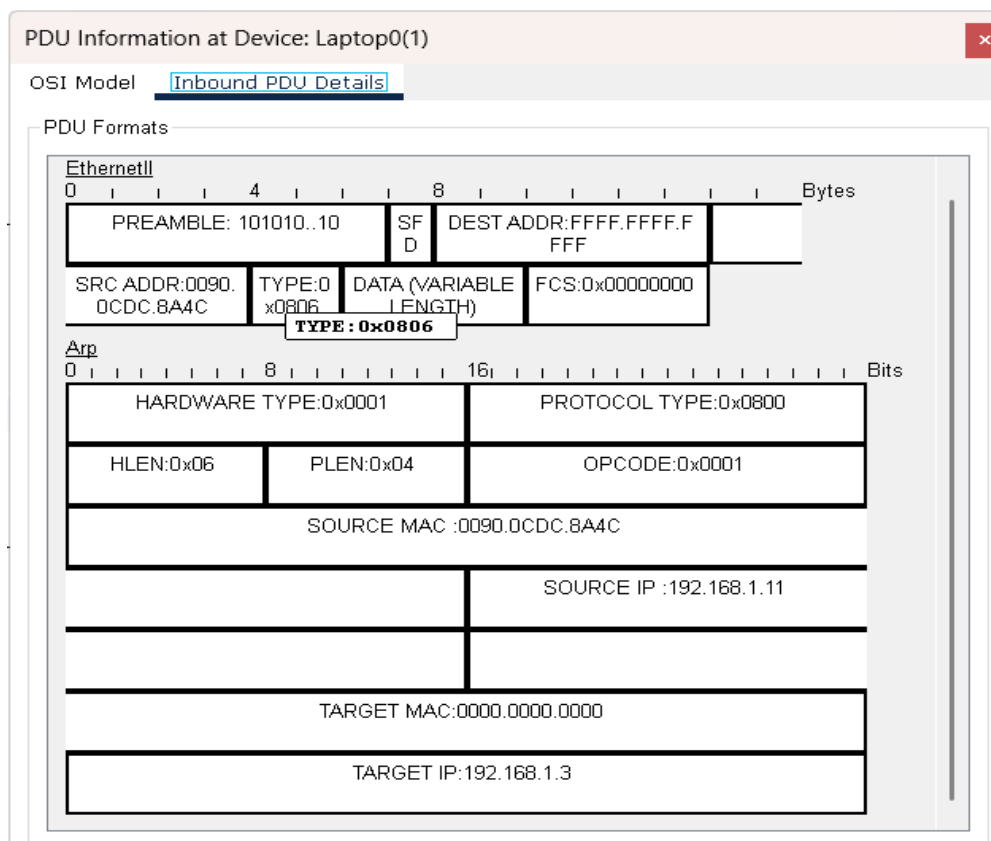 PDU Information at Device: Laptop0(1)
×
OSI Model Inbound PDU Details
PDU Formats
EthernetII
0 4 8 Bytes
PREAMBLE: 101010..10 SF DEST ADDR:FFFF.FFFF.F
D FFF
SRC ADDR:0090. TYPE:0 DATA (VARIABLE FCS:0x00000000
0CDC.8A4C x0806 LENGTH)
TYPE:0x0806
Arp
0 8 16 Bits
HARDWARE TYPE:0x0001 PROTOCOL TYPE:0x0800
HLEN:0x06 PLEN:0x04 OPCODE:0x0001
SOURCE MAC :0090.0CDC.8A4C
SOURCE IP :192.168.1.11
TARGET MAC:0000.0000.0000
TARGET IP:192.168.1.3